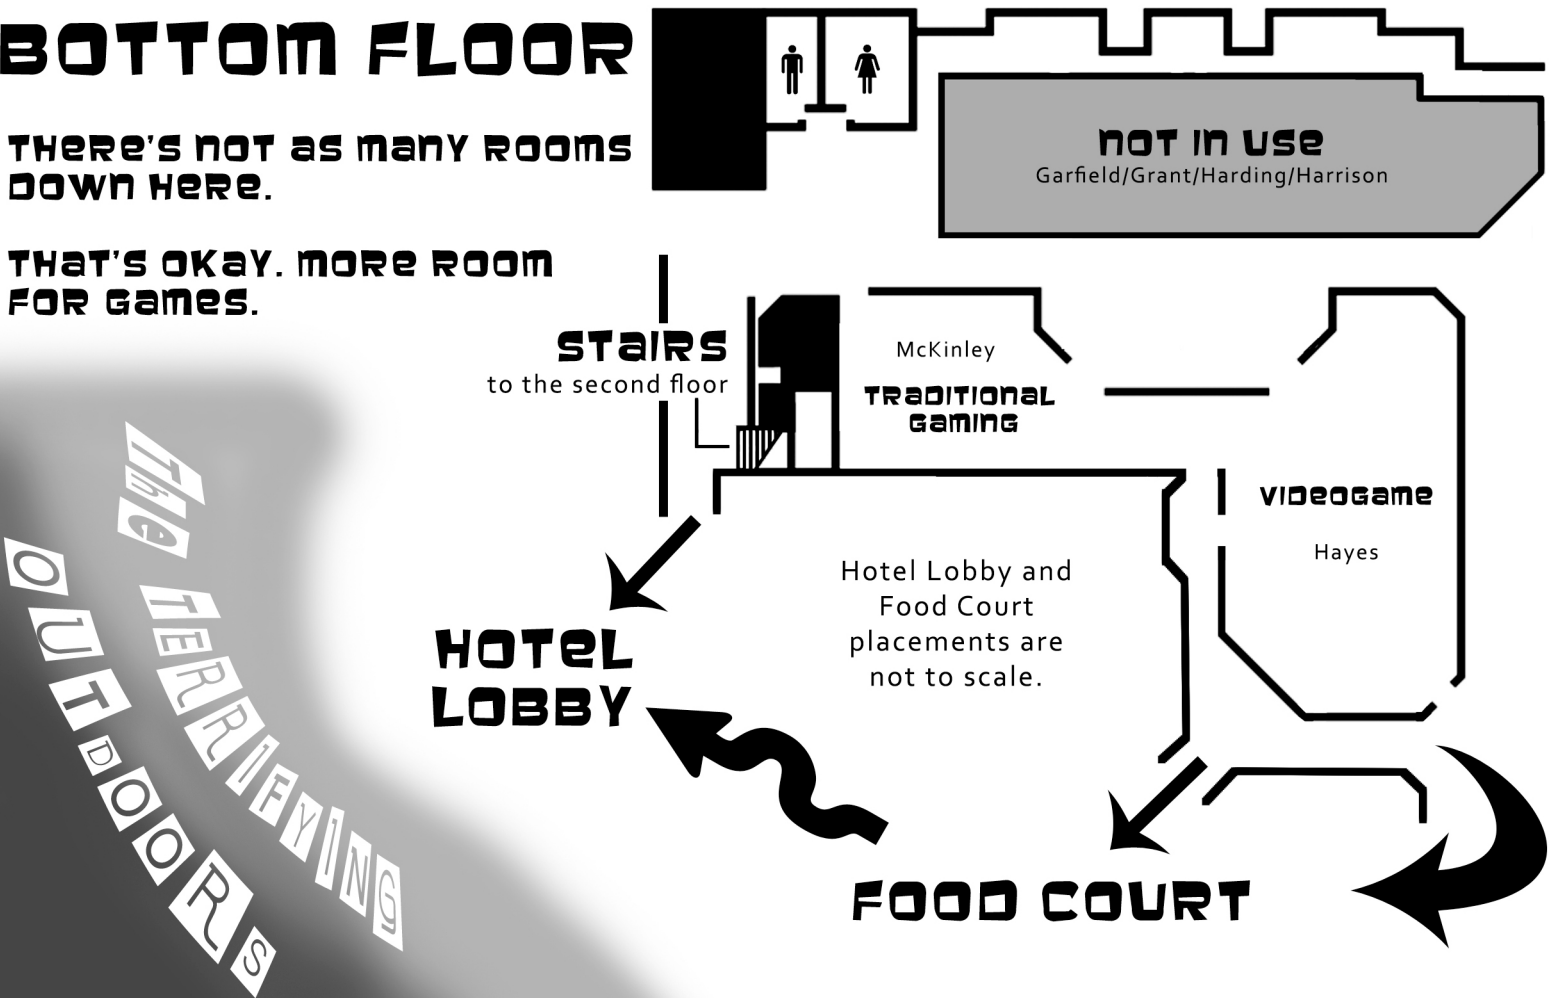 BOTTOM FLOOR
THERE'S NOT AS MANY ROOMS
DOWN HERE.
THAT'S OKAY. MORE ROOM
FOR GAMES.
NOT IN USE
Garfield/Grant/Harding/Harrison
STAIRS
to the second floor
McKinley
TRADITIONAL
GAMING
VIDEOGAME
Hayes
Hotel Lobby and
Food Court
placements are
not to scale.
HOTEL
LOBBY
FOOD COURT
The TERRIFYING
OUTDOORS